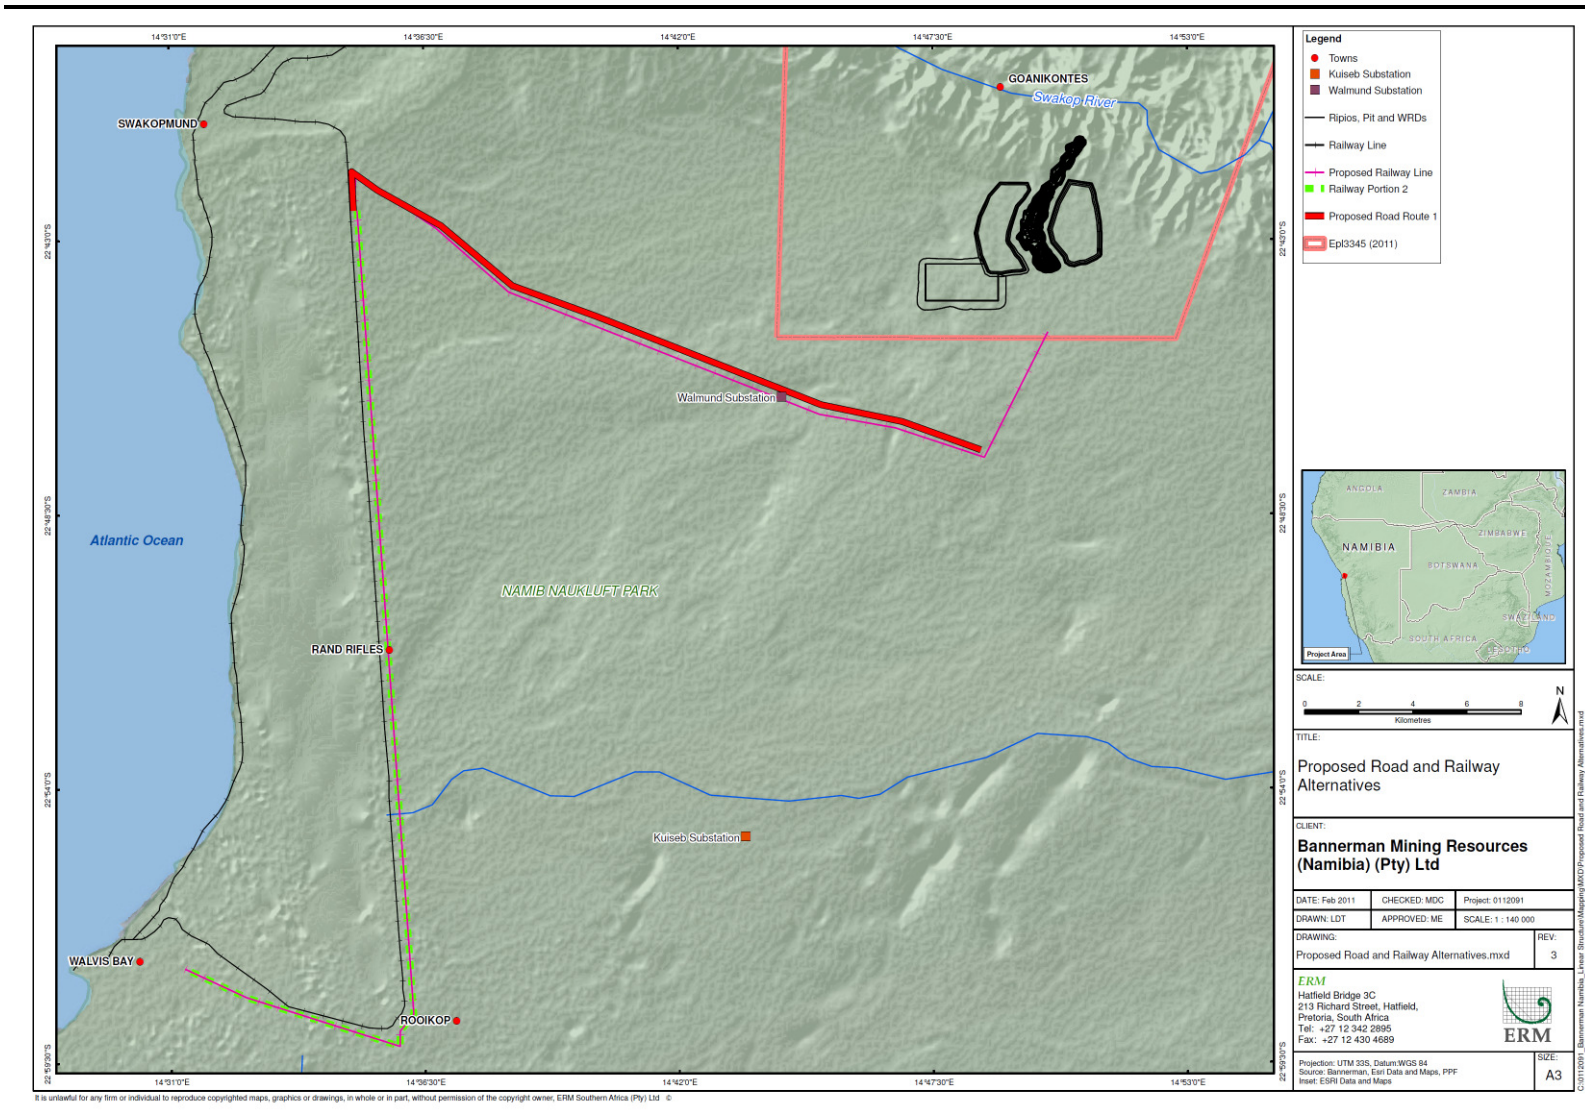 14°31'0"E
14°36'30"E
14°42'0"E
14°47'30"E
14°53'0"E
GOANIKONTES
Swakop River
SWAKOPMUND
22°43'0"S
22°43'0"S
Walmund Substation
22°48'30"S
22°48'30"S
Atlantic Ocean
NAMIB NAUKLUFT PARK
RAND RIFLES
22°54'0"S
22°54'0"S
Kuiseb Substation
WALVIS BAY
ROOIKOP
22°59'30"S
22°59'30"S
14°31'0"E
14°36'30"E
14°42'0"E
14°47'30"E
14°53'0"E
It is unlawful for any firm or individual to reproduce copyrighted maps, graphics or drawings, in whole or in part, without permission of the copyright owner, ERM Southern Africa (Pty) Ltd ©
Legend
Towns
Kuiseb Substation
Walmund Substation
Ripios, Pit and WRDs
Railway Line
Proposed Railway Line
Railway Portion 2
Proposed Road Route 1
Epl3345 (2011)
ANGOLA
ZAMBIA
ZIMBABWE
NAMIBIA
BOTSWANA
MOZAMBIQUE
SWAZILAND
SOUTH AFRICA
LESOTHO
Project Area
SCALE:
N
0 2 4 6 8
Kilometres
TITLE:
Proposed Road and Railway
Alternatives
CLIENT:
Bannerman Mining Resources
(Namibia) (Pty) Ltd
DATE: Feb 2011
CHECKED: MDC
Project: 0112091
DRAWN: LDT
APPROVED: ME
SCALE: 1 : 140 000
DRAWING:
Proposed Road and Railway Alternatives.mxd
REV:
3
ERM
Hatfield Bridge 3C
213 Richard Street, Hatfield,
Pretoria, South Africa
Tel: +27 12 342 2895
Fax: +27 12 430 4689
ERM
Projection: UTM 33S, Datum:WGS 84
Source: Bannerman, Esri Data and Maps, PPF
Inset: ESRI Data and Maps
SIZE:
A3
C:\0112091_Bannerman Namibia_Linear Structure\Mapping\MXD\Proposed Road and Railway Alternatives.mxd